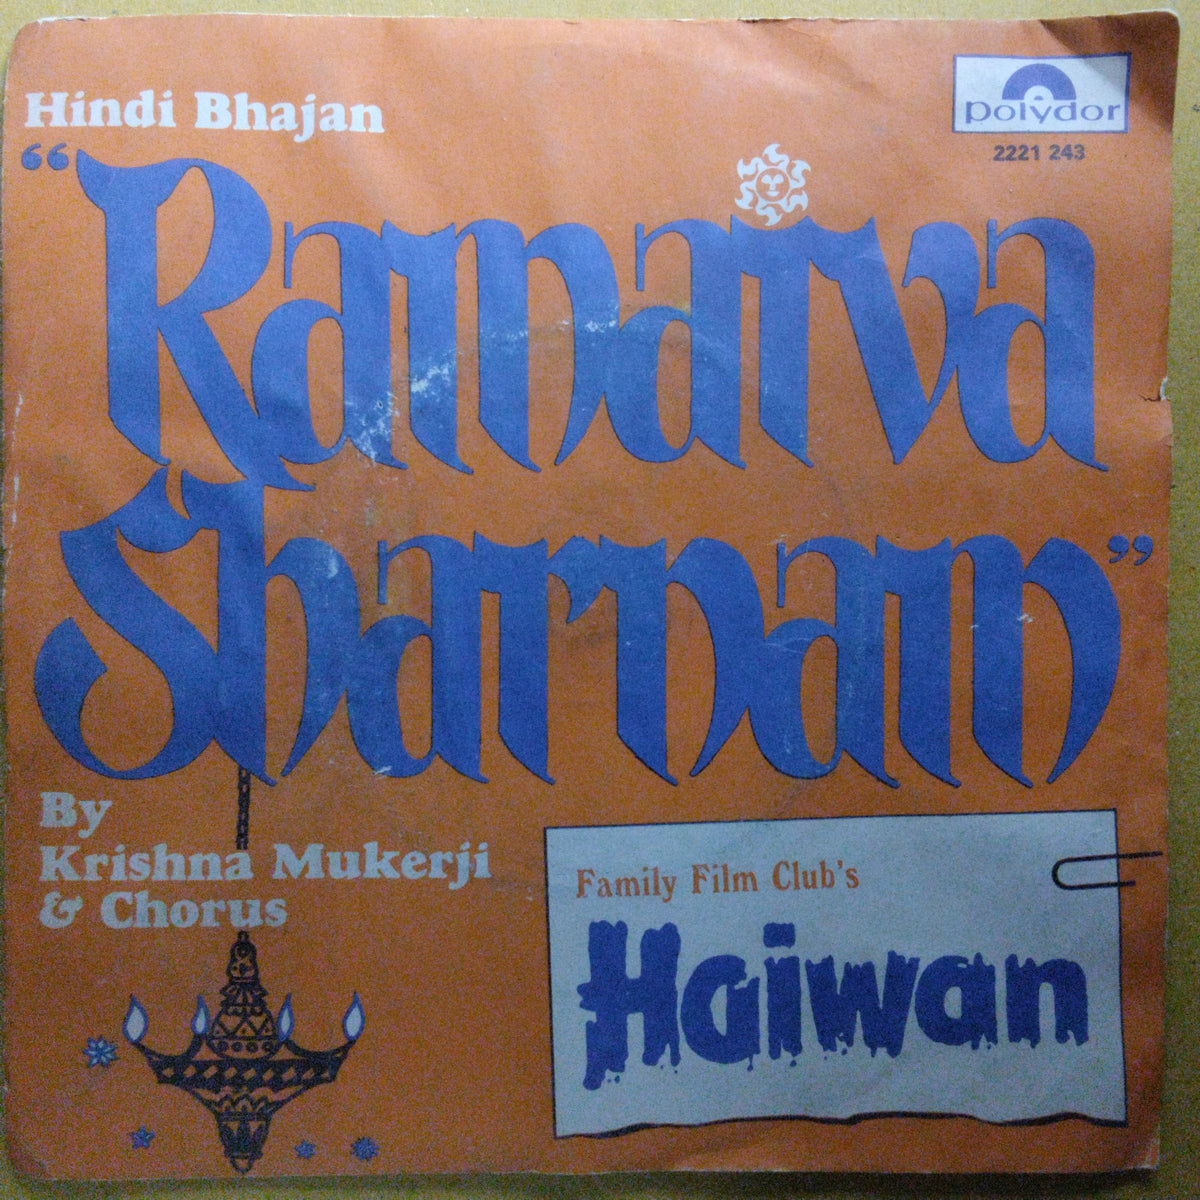 Hindi Bhajan
polydor
2221 243
“Ramaiva
Sharnam”
By
Krishna Mukerji
& Chorus
Family Film Club's
Haiwan